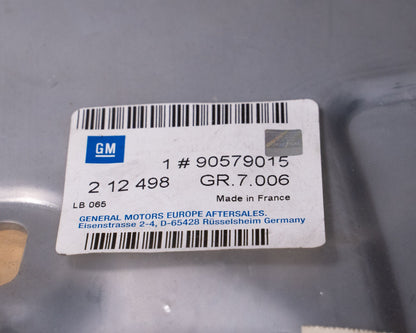 GM
1 # 90579015
2 12 498 GR.7.006
LB 065 Made in France
GENERAL MOTORS EUROPE AFTERSALES.
Eisenstrasse 2-4, D-65428 Rüsselsheim Germany